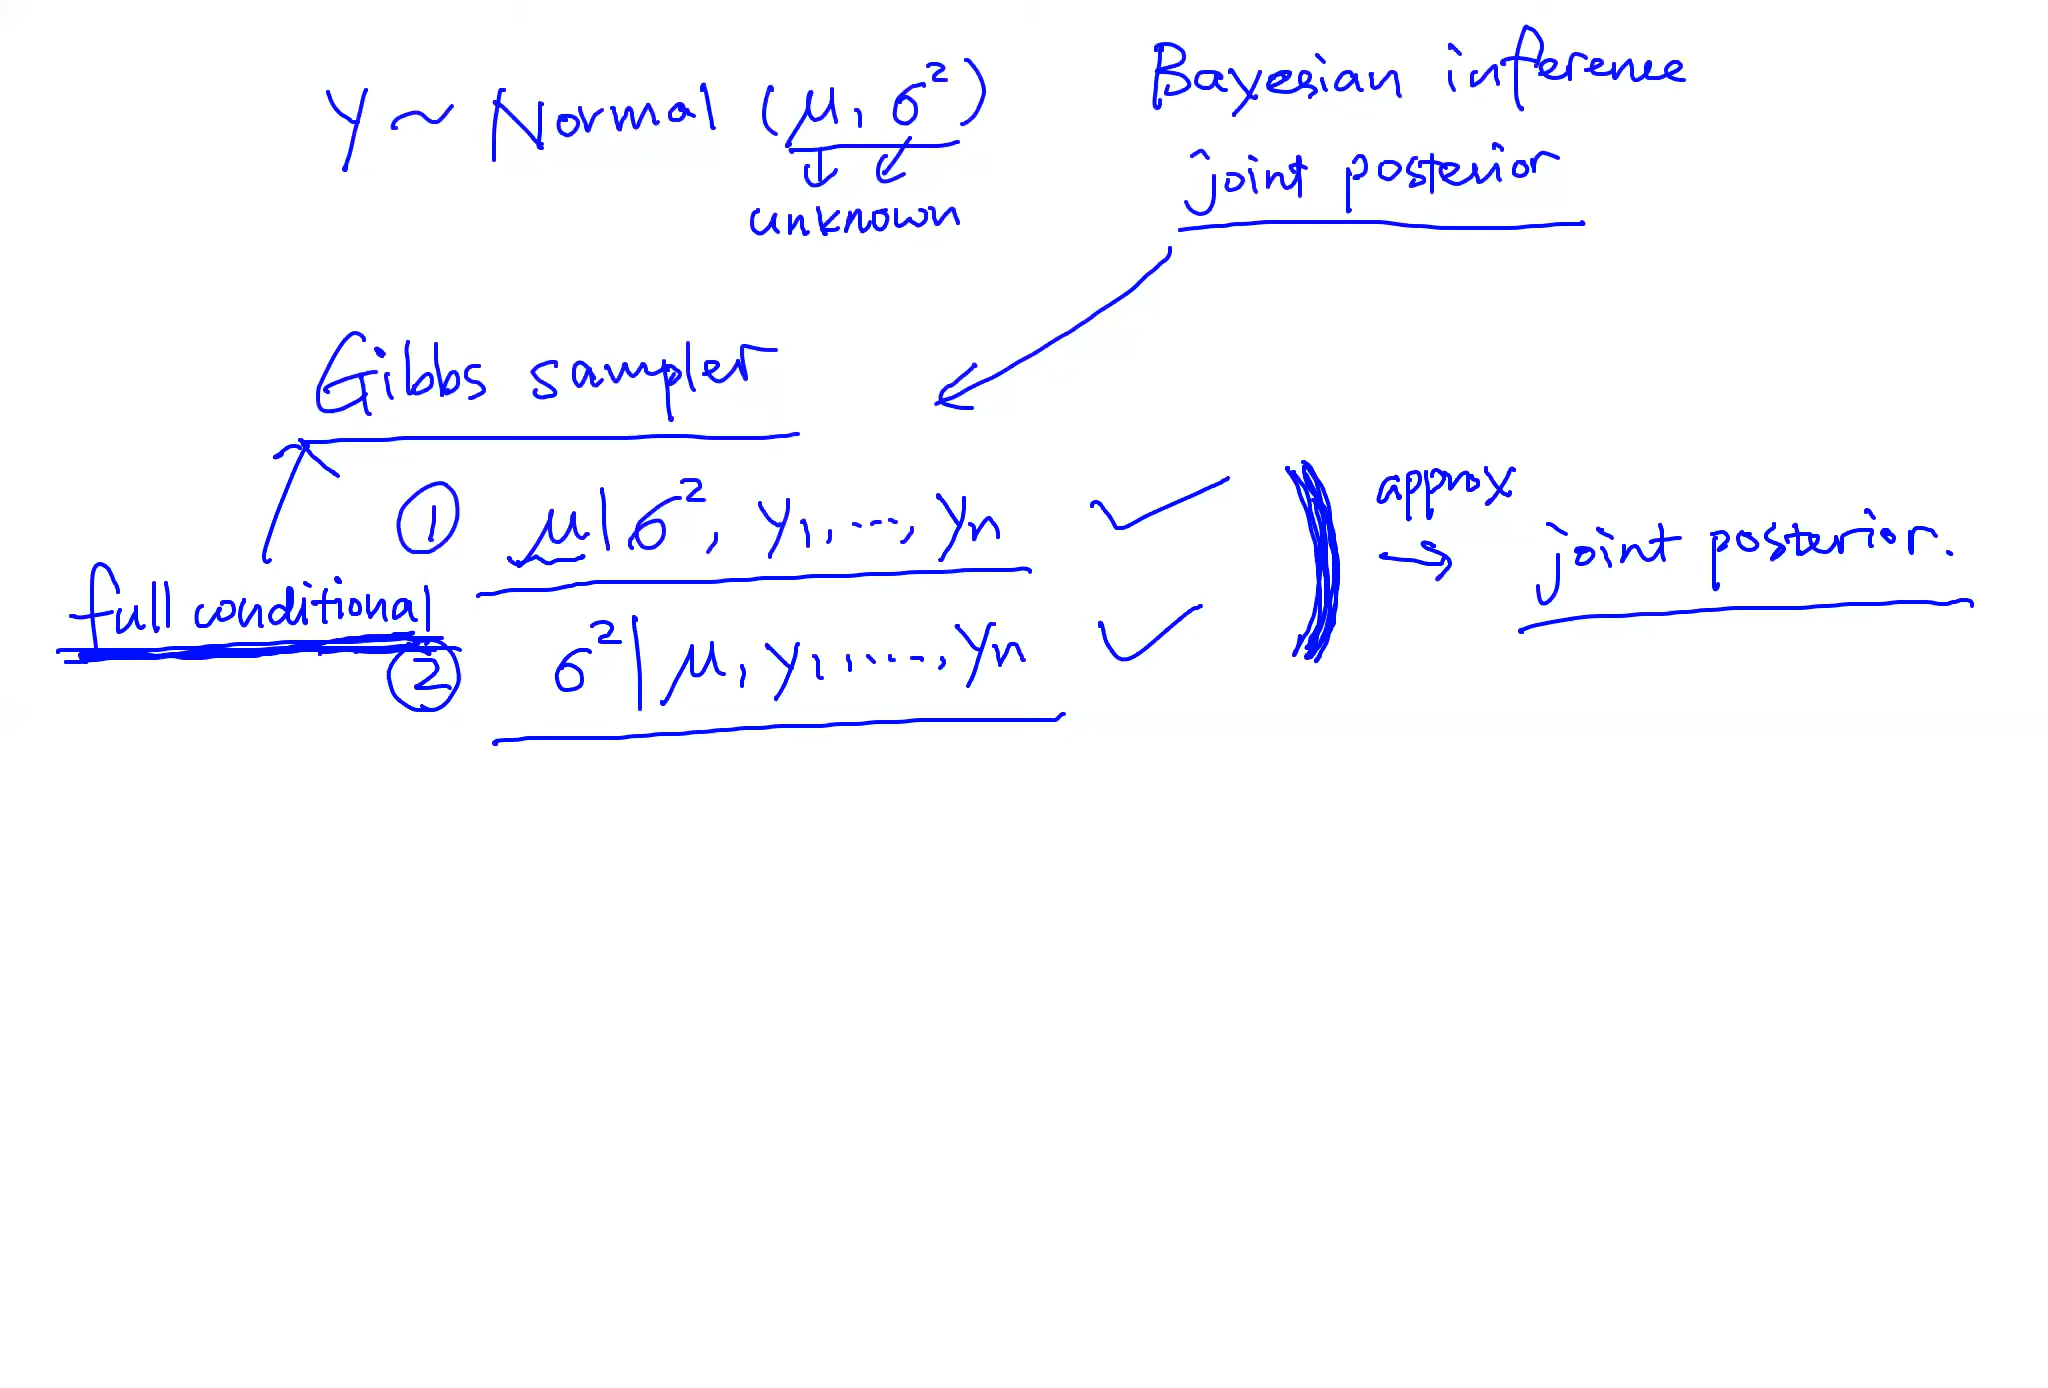 Y ~ Normal (μ, σ²)
unknown
Bayesian inference
joint posterior
Gibbs sampler
① μ | σ², y₁, ..., yₙ
approx
→ joint posterior.
full conditional
② σ² | μ, y₁, ...., yₙ